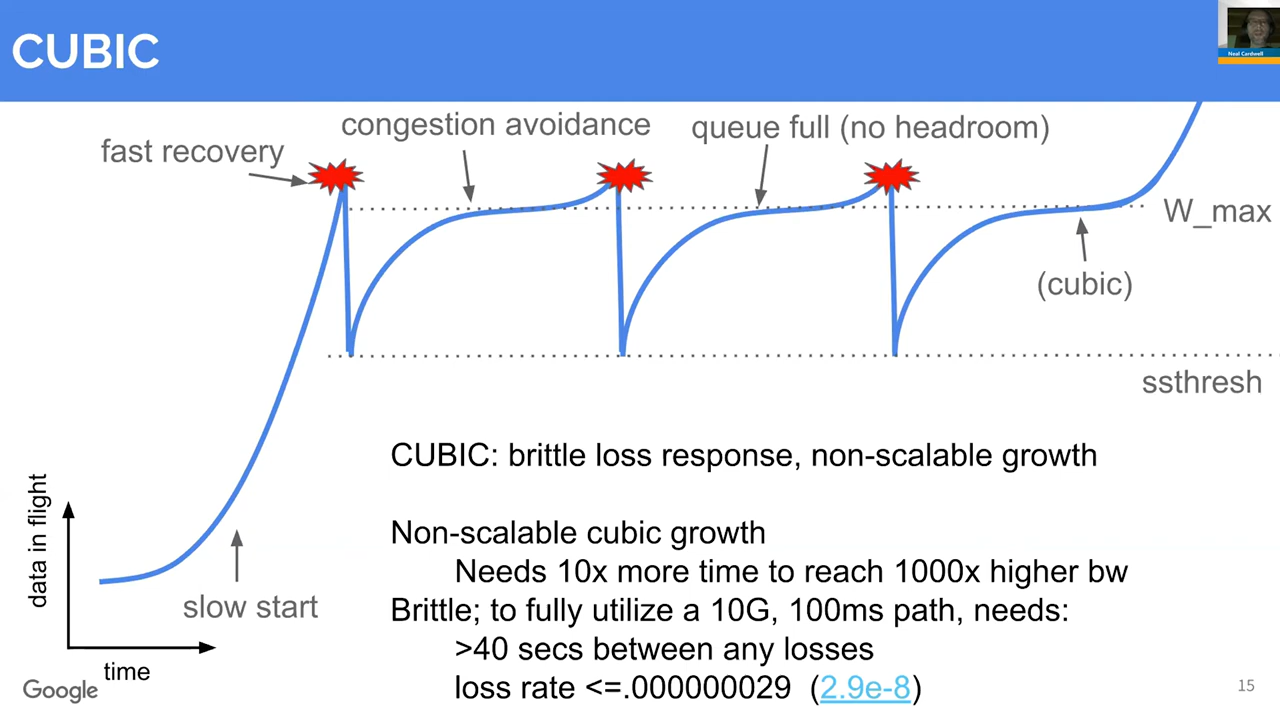 CUBIC
Neal Cardwell
congestion avoidance
queue full (no headroom)
fast recovery
W_max
(cubic)
ssthresh
CUBIC: brittle loss response, non-scalable growth
data in flight
Non-scalable cubic growth
Needs 10x more time to reach 1000x higher bw
slow start
Brittle; to fully utilize a 10G, 100ms path, needs:
>40 secs between any losses
time
loss rate <=.000000029 (2.9e-8)
Google
15